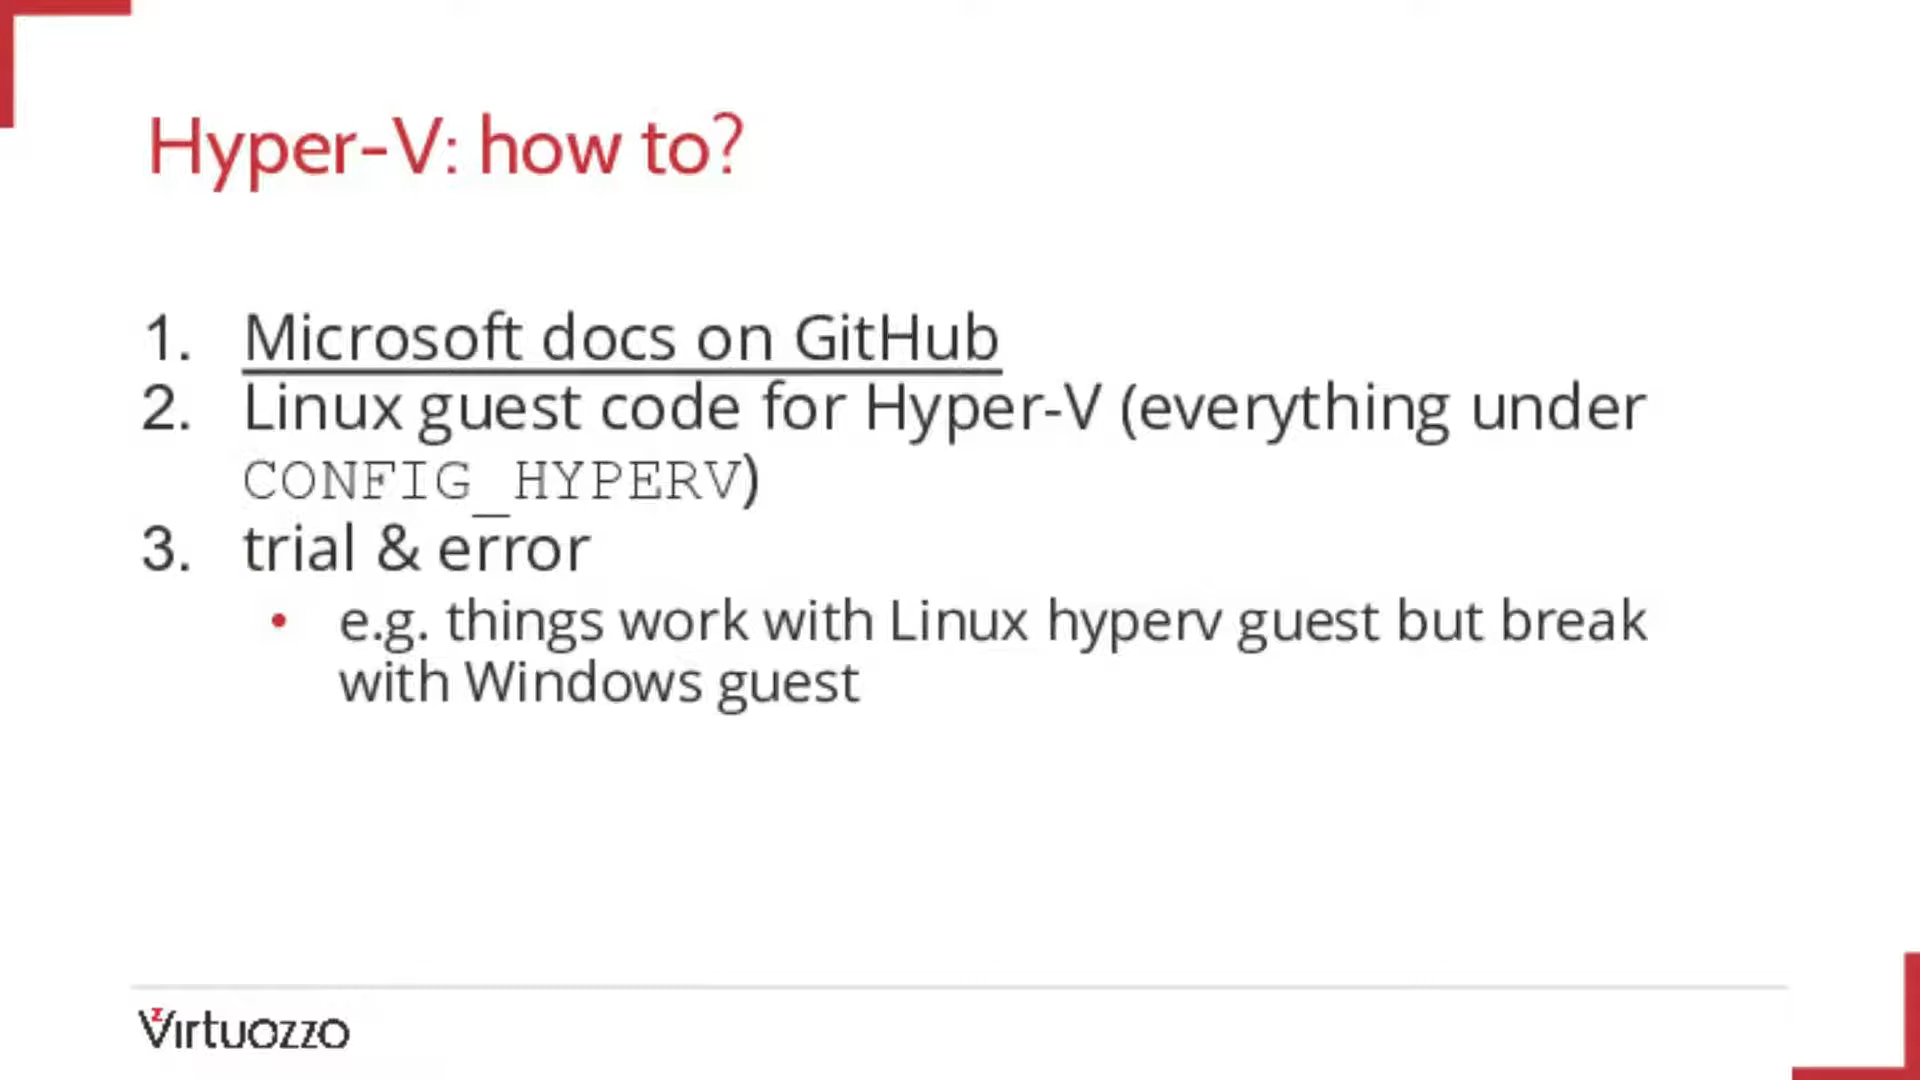 Hyper-V: how to?
1. Microsoft docs on GitHub
2. Linux guest code for Hyper-V (everything under
CONFIG_HYPERV)
3. trial & error
• e.g. things work with Linux hyperv guest but break
with Windows guest
Virtuozzo